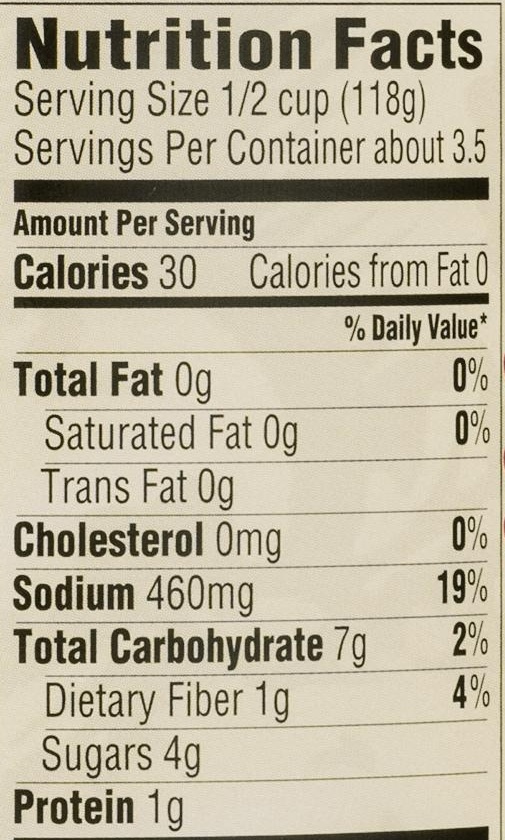 Nutrition Facts
Serving Size 1/2 cup (118g)
Servings Per Container about 3.5
Amount Per Serving
Calories 30 Calories from Fat 0
% Daily Value*
Total Fat 0g 0%
Saturated Fat 0g 0%
Trans Fat 0g
Cholesterol 0mg 0%
Sodium 460mg 19%
Total Carbohydrate 7g 2%
Dietary Fiber 1g 4%
Sugars 4g
Protein 1g